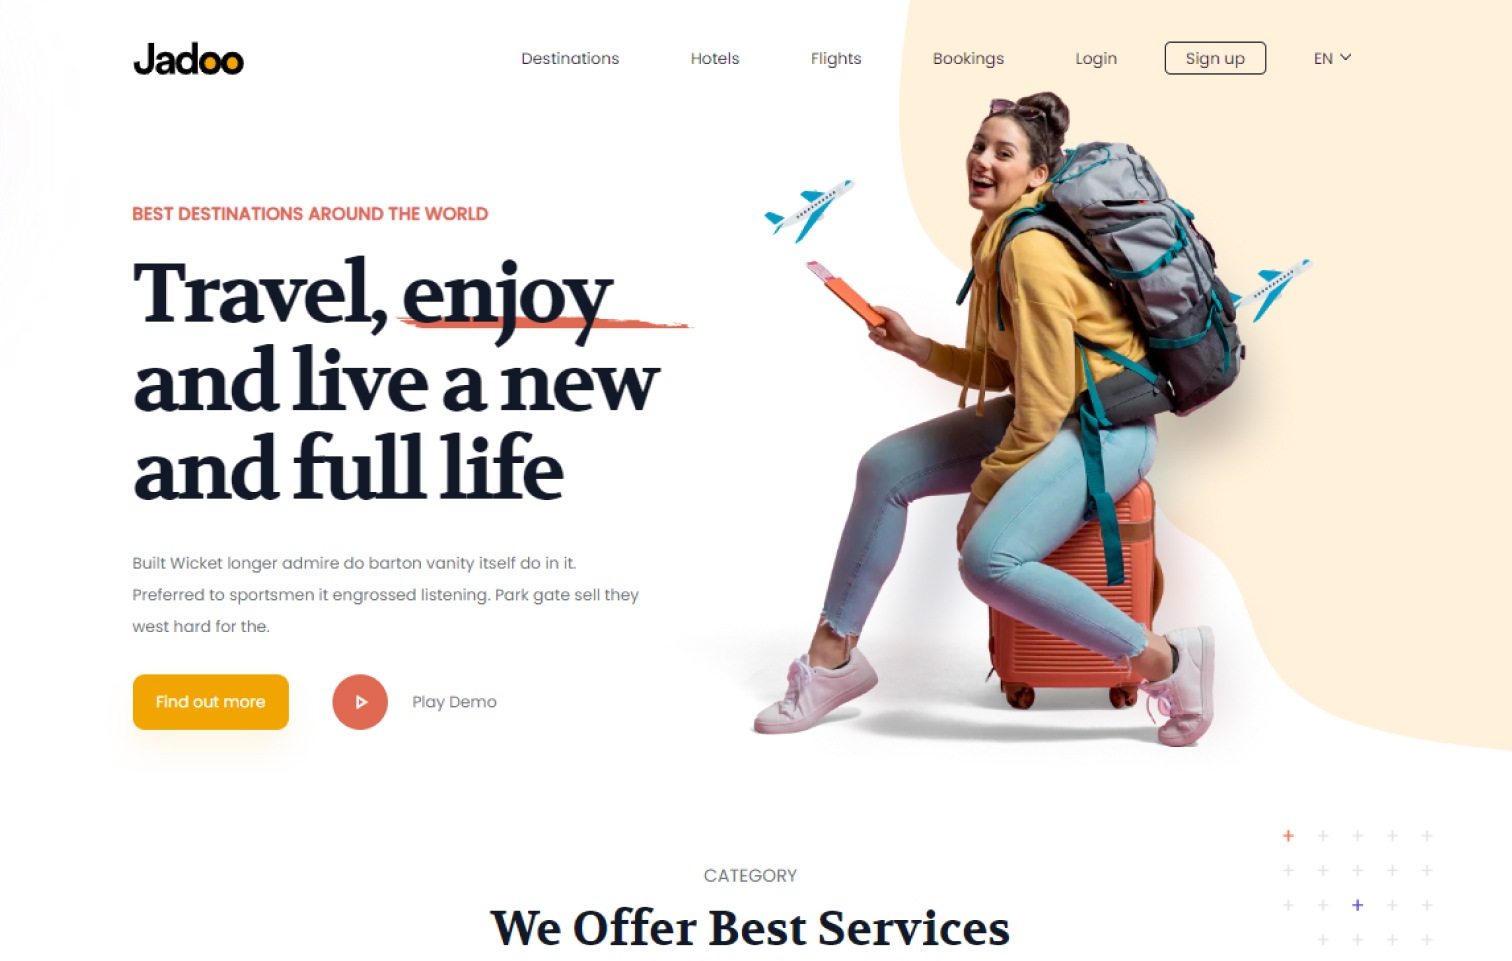 Jadoo
Destinations
Hotels
Flights
Bookings
Login
Sign up
EN
BEST DESTINATIONS AROUND THE WORLD
Travel, enjoy
and live a new
and full life
Built Wicket longer admire do barton vanity itself do in it.
Preferred to sportsmen it engrossed listening. Park gate sell they
west hard for the.
Find out more
Play Demo
CATEGORY
We Offer Best Services